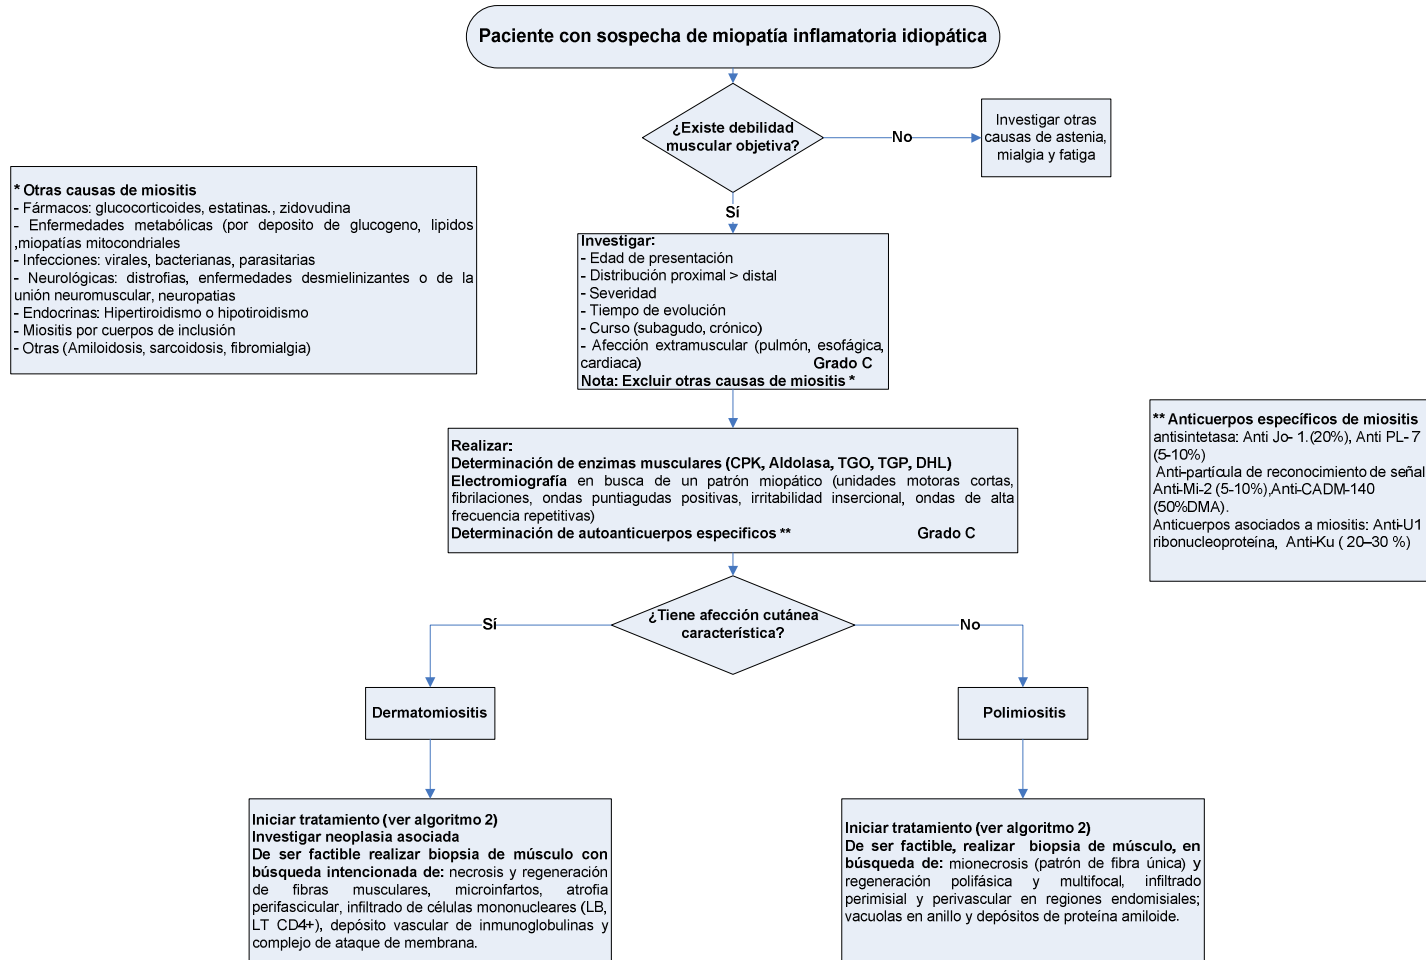 Paciente con sospecha de miopatía inflamatoria idiopática
¿Existe debilidad
muscular objetiva?
No
Investigar otras
causas de astenia,
mialgia y fatiga
Sí
* Otras causas de miositis
- Fármacos: glucocorticoides, estatinas., zidovudina
- Enfermedades metabólicas (por deposito de glucogeno, lipidos
,miopatías mitocondriales
- Infecciones: virales, bacterianas, parasitarias
- Neurológicas: distrofias, enfermedades desmielinizantes o de la
unión neuromuscular, neuropatias
- Endocrinas: Hipertiroidismo o hipotiroidismo
- Miositis por cuerpos de inclusión
- Otras (Amiloidosis, sarcoidosis, fibromialgia)
Investigar:
- Edad de presentación
- Distribución proximal > distal
- Severidad
- Tiempo de evolución
- Curso (subagudo, crónico)
- Afección extramuscular (pulmón, esofágica,
cardiaca) Grado C
Nota: Excluir otras causas de miositis *
Realizar:
Determinación de enzimas musculares (CPK, Aldolasa, TGO, TGP, DHL)
Electromiografía en busca de un patrón miopático (unidades motoras cortas,
fibrilaciones, ondas puntiagudas positivas, irritabilidad insercional, ondas de alta
frecuencia repetitivas)
Determinación de autoanticuerpos especificos ** Grado C
** Anticuerpos específicos de miositis
antisintetasa: Anti Jo- 1.(20%), Anti PL- 7
(5-10%)
Anti-partícula de reconocimiento de señal
Anti-Mi-2 (5-10%),Anti-CADM-140
(50%DMA).
Anticuerpos asociados a miositis: Anti-U1
ribonucleoproteína, Anti-Ku ( 20–30 %)
¿Tiene afección cutánea
característica?
Sí
No
Dermatomiositis
Polimiositis
Iniciar tratamiento (ver algoritmo 2)
Investigar neoplasia asociada
De ser factible realizar biopsia de músculo con
búsqueda intencionada de: necrosis y regeneración
de fibras musculares, microinfartos, atrofia
perifascicular, infiltrado de células mononucleares (LB,
LT CD4+), depósito vascular de inmunoglobulinas y
complejo de ataque de membrana.
Iniciar tratamiento (ver algoritmo 2)
De ser factible, realizar biopsia de músculo, en
búsqueda de: mionecrosis (patrón de fibra única) y
regeneración polifásica y multifocal, infiltrado
perimisial y perivascular en regiones endomisiales;
vacuolas en anillo y depósitos de proteína amiloide.